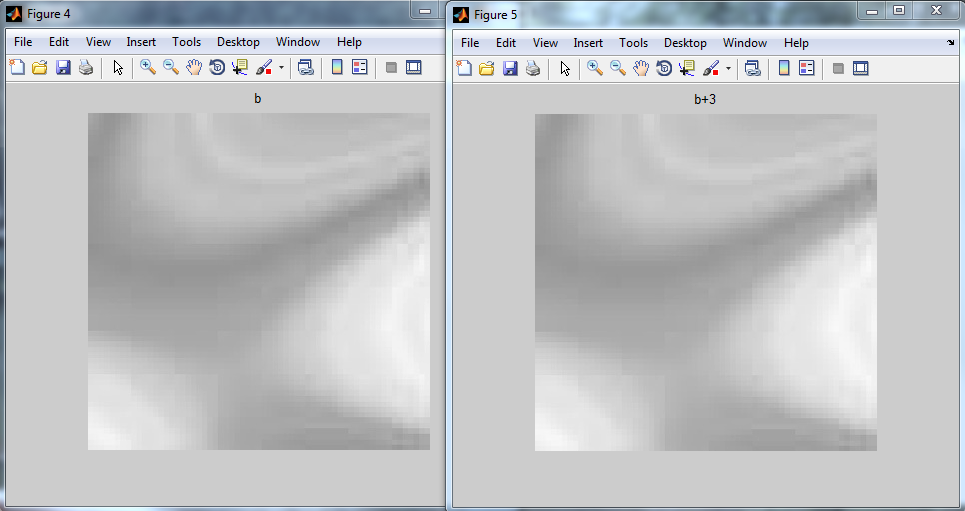 Figure 4
File Edit View Insert Tools Desktop Window Help
b
Figure 5
File Edit View Insert Tools Desktop Window Help
b+3